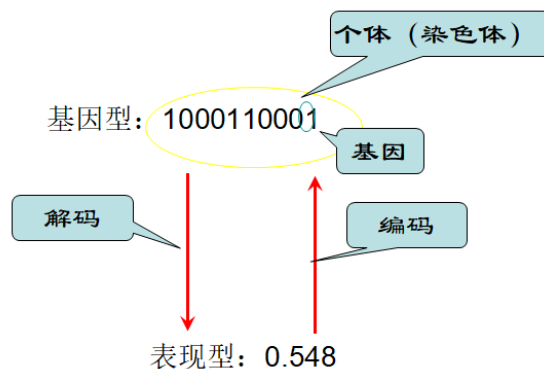 个体（染色体）
基因型：1000110001
基因
解码
编码
表现型：0.548